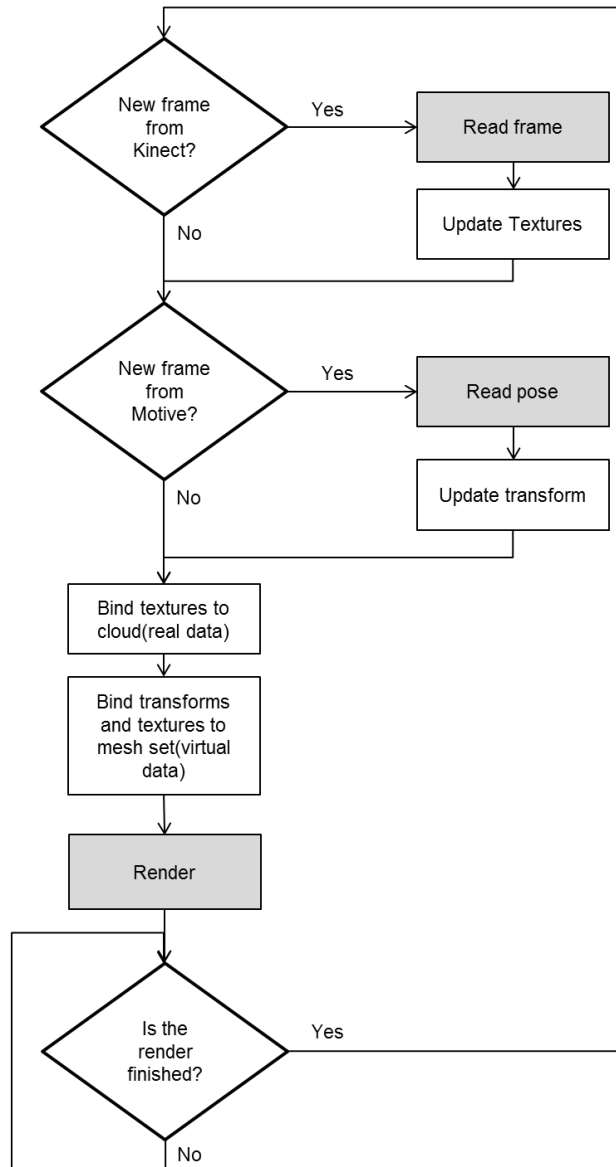 New frame
from
Kinect?
Yes
Read frame
Update Textures
No
New frame
from
Motive?
Yes
Read pose
Update transform
No
Bind textures to
cloud(real data)
Bind transforms
and textures to
mesh set(virtual
data)
Render
Is the
render
finished?
Yes
No